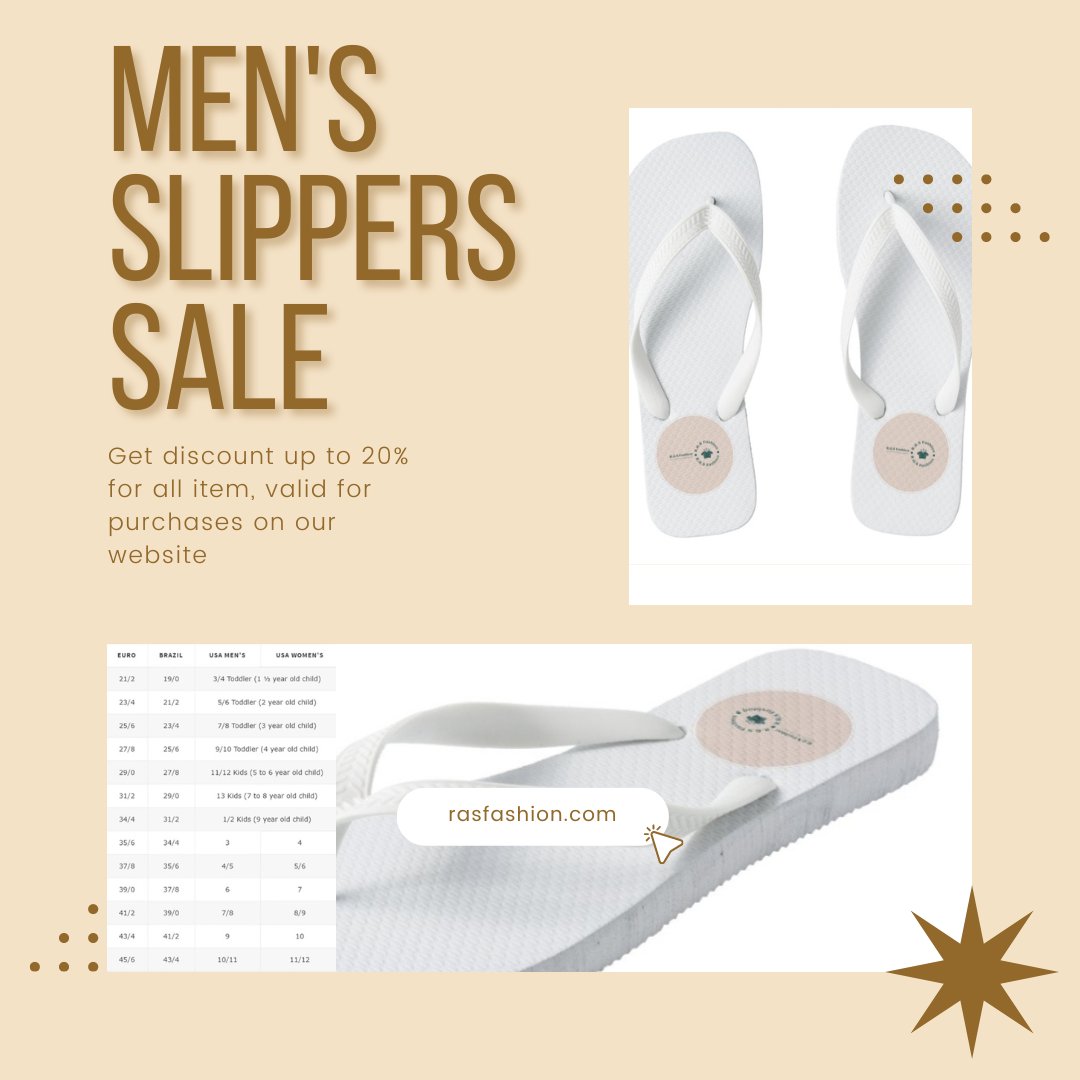 MEN'S
SLIPPERS
SALE
Get discount up to 20%
for all item, valid for
purchases on our
website
EURO BRAZIL USA MEN'S USA WOMEN'S
21/2 19/0 3/4 Toddler (1 ½ year old child)
23/4 21/2 5/6 Toddler (2 year old child)
25/6 23/4 7/8 Toddler (3 year old child)
27/8 25/6 9/10 Toddler (4 year old child)
29/0 27/8 11/12 Kids (5 to 6 year old child)
31/2 29/0 13 Kids (7 to 8 year old child)
34/4 31/2 1/2 Kids (9 year old child)
35/6 34/4 3 4
37/8 35/6 4/5 5/6
39/0 37/8 6 7
41/2 39/0 7/8 8/9
43/4 41/2 9 10
45/6 43/4 10/11 11/12
rasfashion.com